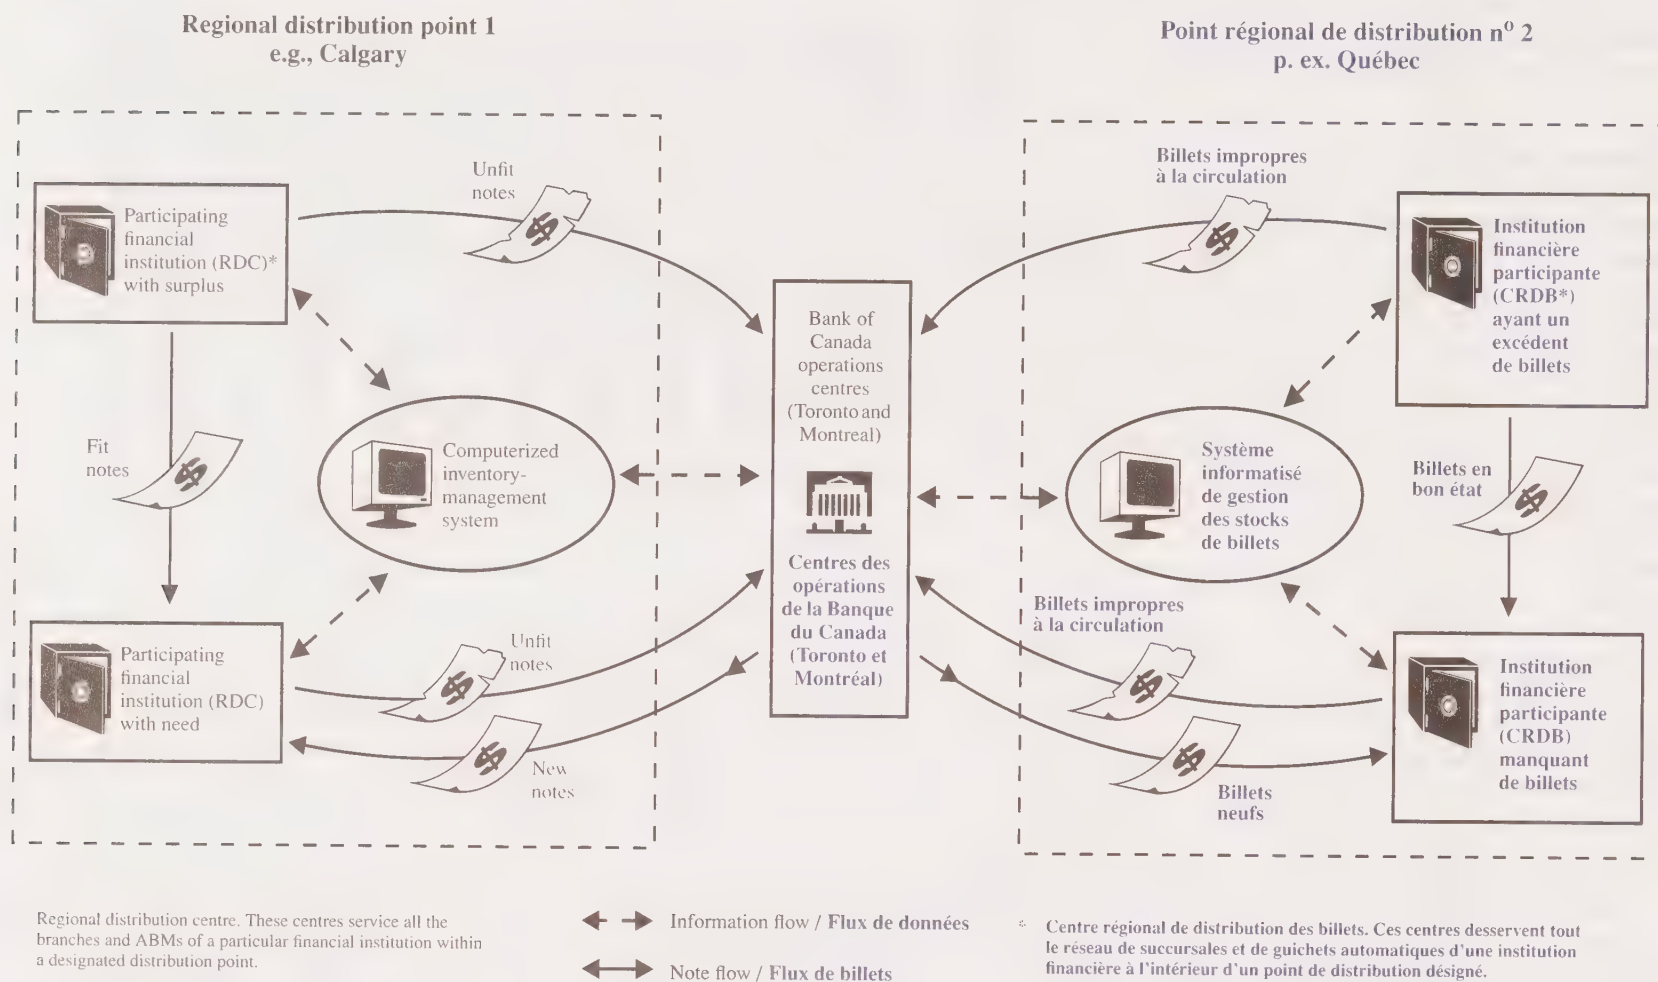 Regional distribution point 1
e.g., Calgary
Point régional de distribution nº 2
p. ex. Québec
Unfit
notes
Participating
financial
institution (RDC)*
with surplus
Fit
notes
Computerized
inventory-
management
system
Participating
financial
institution (RDC)
with need
Unfit
notes
New
notes
Bank of
Canada
operations
centres
(Toronto and
Montreal)
Centres des
opérations
de la Banque
du Canada
(Toronto et
Montréal)
Billets impropres
à la circulation
Institution
financière
participante
(CRDB*)
ayant un
excédent
de billets
Système
informatisé
de gestion
des stocks
de billets
Billets en
bon état
Billets impropres
à la circulation
Institution
financière
participante
(CRDB)
manquant
de billets
Billets
neufs
Regional distribution centre. These centres service all the
branches and ABMs of a particular financial institution within
a designated distribution point.
Information flow / Flux de données
Note flow / Flux de billets
* Centre régional de distribution des billets. Ces centres desservent tout
le réseau de succursales et de guichets automatiques d'une institution
financière à l'intérieur d'un point de distribution désigné.